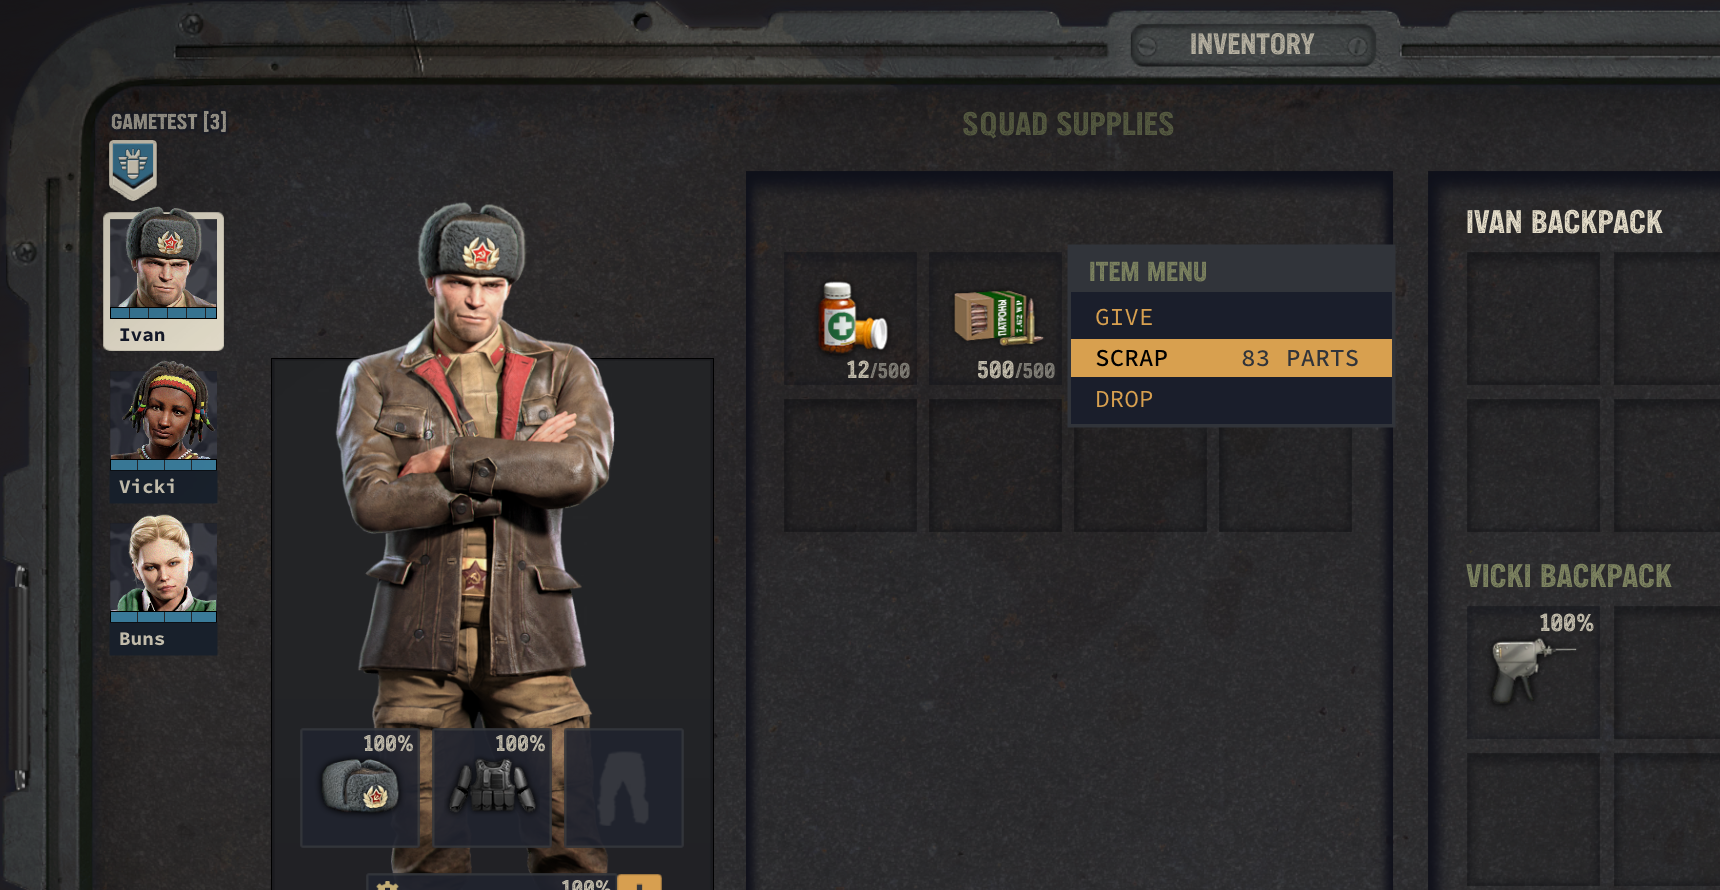 INVENTORY
GAMETEST [3]
SQUAD SUPPLIES
Ivan
Vicki
Buns
12/500
ПАТРОНЫ
500/500
ITEM MENU
GIVE
SCRAP 83 PARTS
DROP
IVAN BACKPACK
VICKI BACKPACK
100%
100%
100%
100%